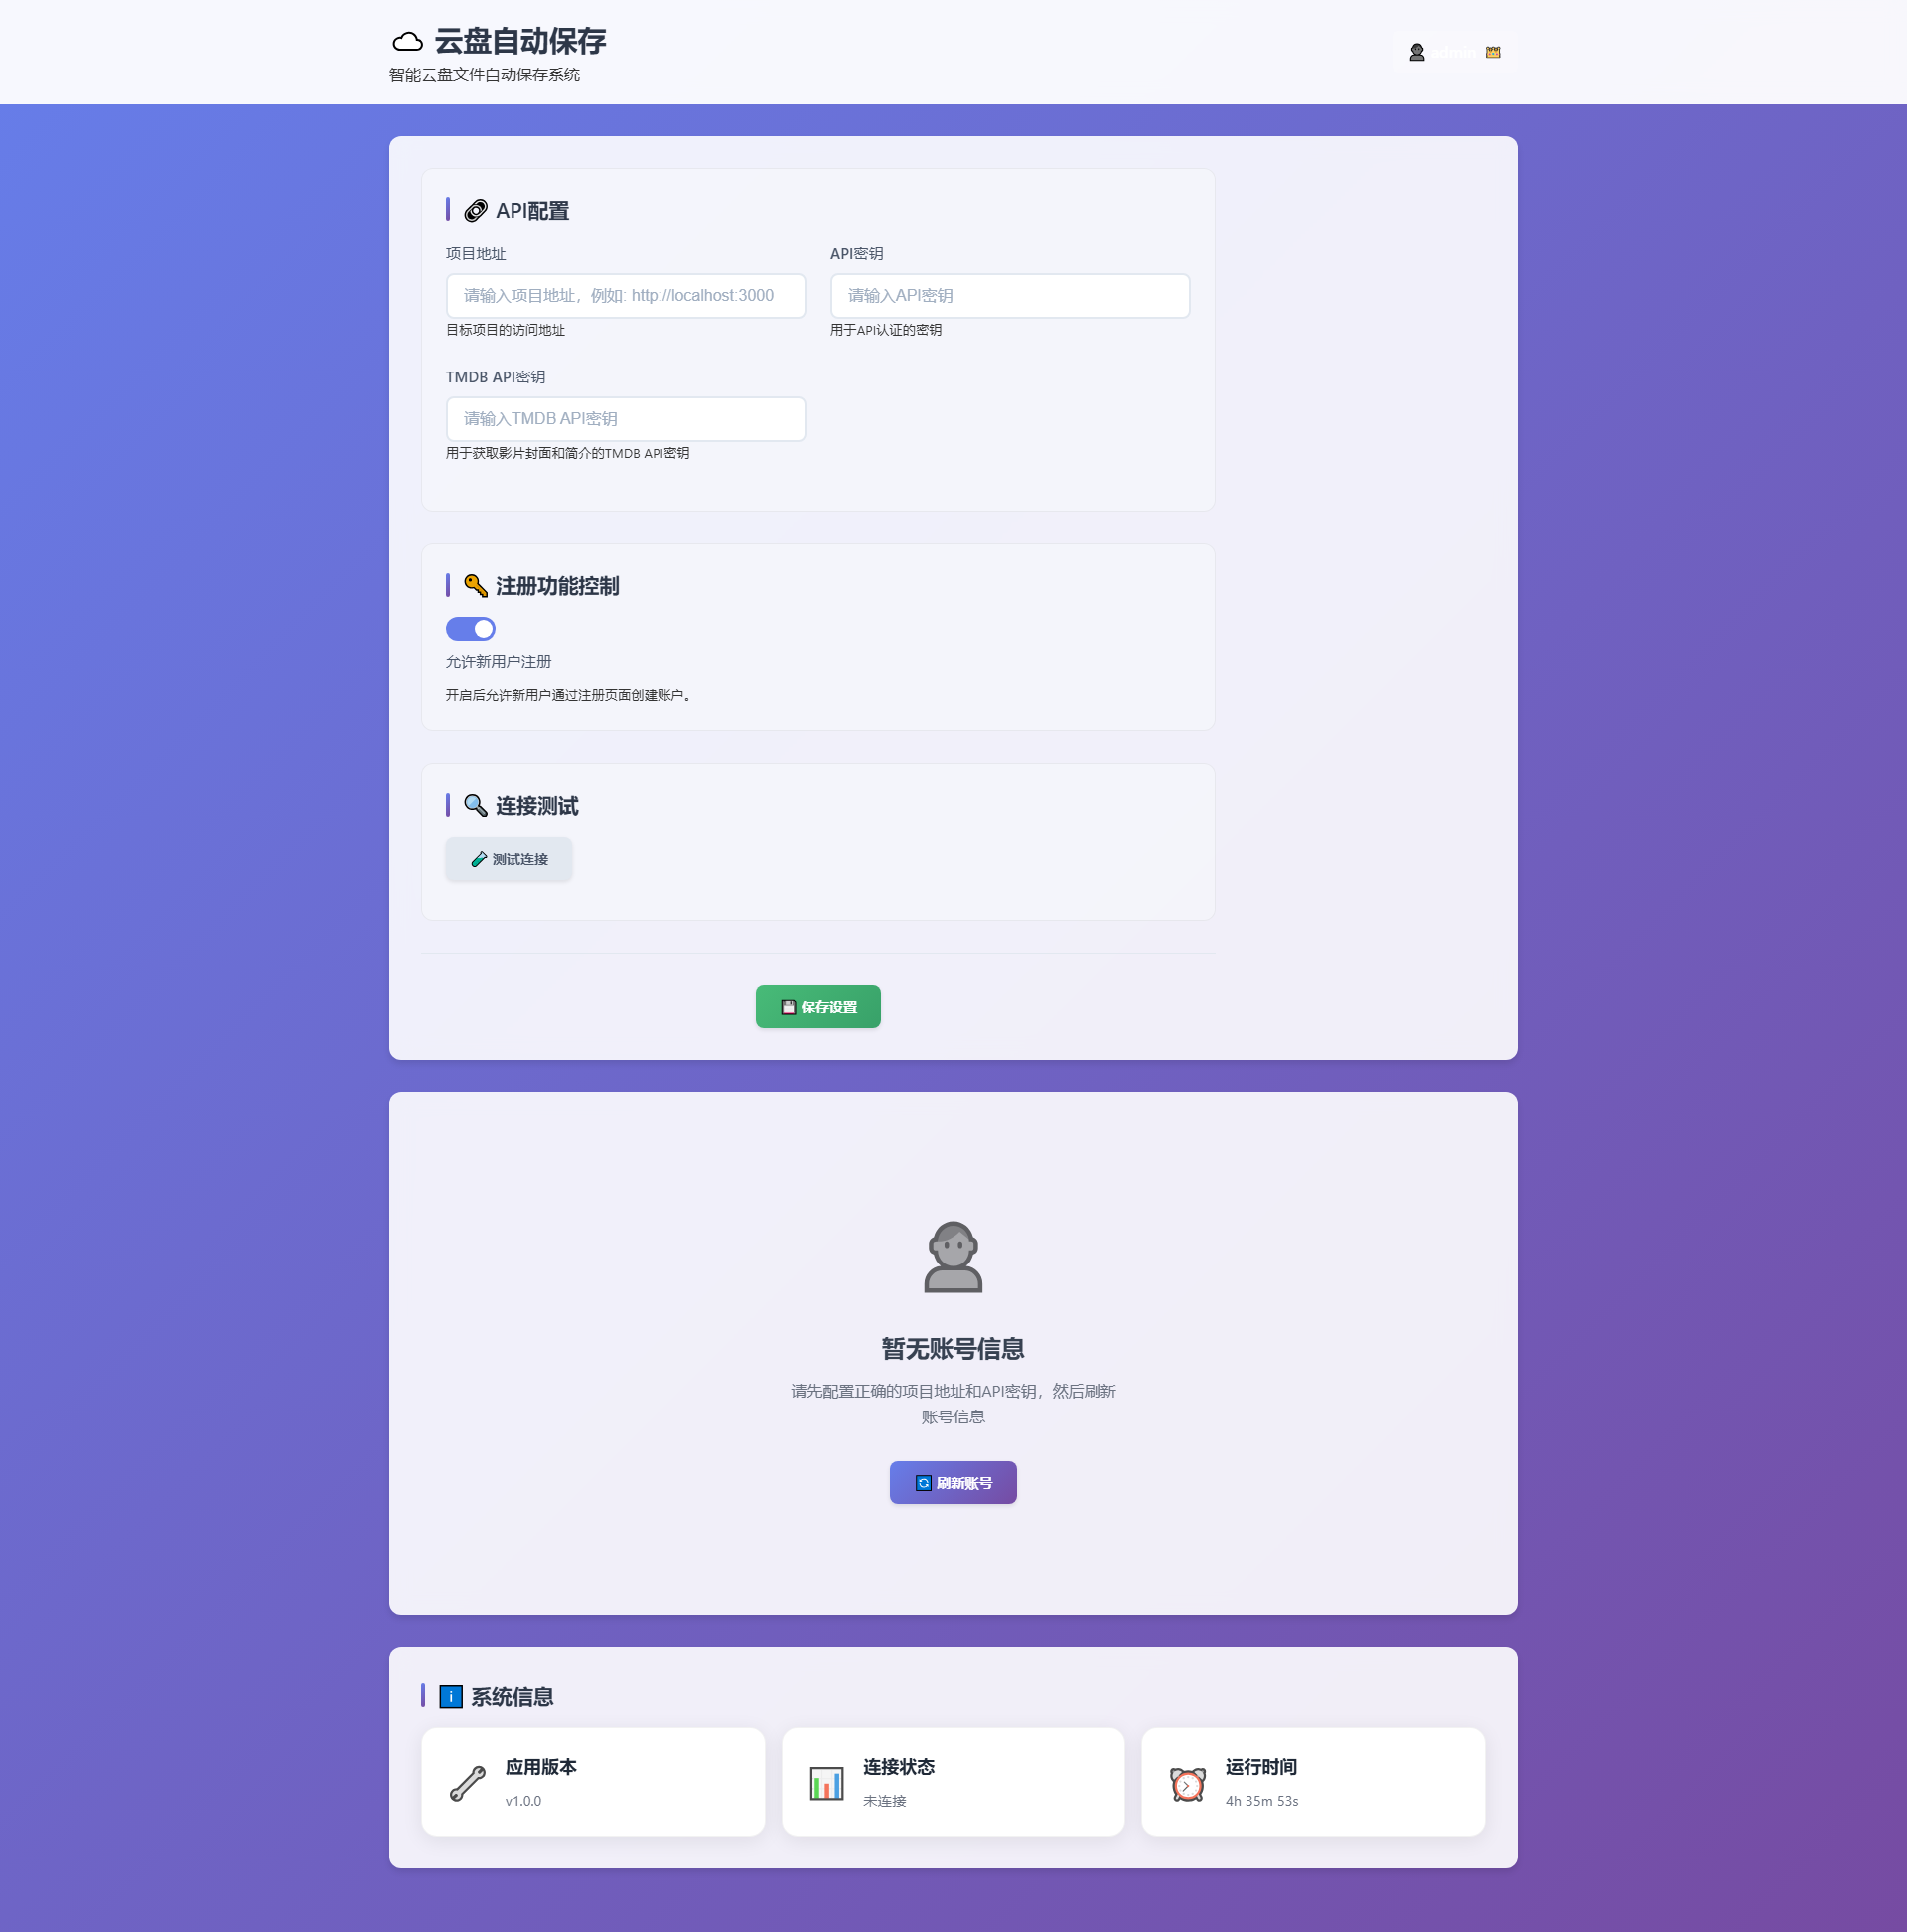 云盘自动保存
智能云盘文件自动保存系统
admin
API配置
项目地址
API密钥
请输入项目地址，例如: http://localhost:3000
请输入API密钥
目标项目的访问地址
用于API认证的密钥
TMDB API密钥
请输入TMDB API密钥
用于获取影片封面和简介的TMDB API密钥
注册功能控制
允许新用户注册
开启后允许新用户通过注册页面创建账户。
连接测试
测试连接
保存设置
暂无账号信息
请先配置正确的项目地址和API密钥，然后刷新
账号信息
刷新账号
系统信息
应用版本
v1.0.0
连接状态
未连接
运行时间
4h 35m 53s